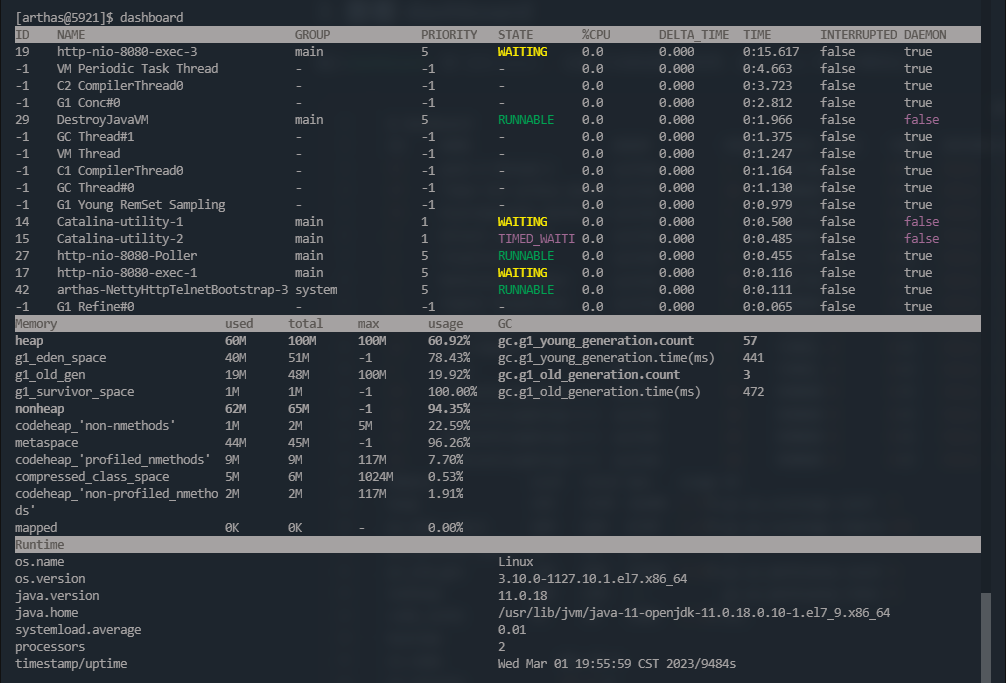 [arthas@5921]$ dashboard
ID NAME GROUP PRIORITY STATE %CPU DELTA_TIME TIME INTERRUPTED DAEMON
19 http-nio-8080-exec-3 main 5 WAITING 0.0 0.000 0:15.617 false true
-1 VM Periodic Task Thread - -1 - 0.0 0.000 0:4.663 false true
-1 C2 CompilerThread0 - -1 - 0.0 0.000 0:3.723 false true
-1 G1 Conc#0 - -1 - 0.0 0.000 0:2.812 false true
29 DestroyJavaVM main 5 RUNNABLE 0.0 0.000 0:1.966 false false
-1 GC Thread#1 - -1 - 0.0 0.000 0:1.375 false true
-1 VM Thread - -1 - 0.0 0.000 0:1.247 false true
-1 C1 CompilerThread0 - -1 - 0.0 0.000 0:1.164 false true
-1 GC Thread#0 - -1 - 0.0 0.000 0:1.130 false true
-1 G1 Young RemSet Sampling - -1 - 0.0 0.000 0:0.979 false true
14 Catalina-utility-1 main 1 WAITING 0.0 0.000 0:0.500 false false
15 Catalina-utility-2 main 1 TIMED_WAITI 0.0 0.000 0:0.485 false false
27 http-nio-8080-Poller main 5 RUNNABLE 0.0 0.000 0:0.455 false true
17 http-nio-8080-exec-1 main 5 WAITING 0.0 0.000 0:0.116 false true
42 arthas-NettyHttpTelnetBootstrap-3 system 5 RUNNABLE 0.0 0.000 0:0.111 false true
-1 G1 Refine#0 - -1 - 0.0 0.000 0:0.065 false true
Memory used total max usage GC
heap 60M 100M 100M 60.92% gc.g1_young_generation.count 57
g1_eden_space 40M 51M -1 78.43% gc.g1_young_generation.time(ms) 441
g1_old_gen 19M 48M 100M 19.92% gc.g1_old_generation.count 3
g1_survivor_space 1M 1M -1 100.00% gc.g1_old_generation.time(ms) 472
nonheap 62M 65M -1 94.35%
codeheap_'non-nmethods' 1M 2M 5M 22.59%
metaspace 44M 45M -1 96.26%
codeheap_'profiled_nmethods' 9M 9M 117M 7.70%
compressed_class_space 5M 6M 1024M 0.53%
codeheap_'non-profiled_nmetho 2M 2M 117M 1.91%
ds'
mapped 0K 0K - 0.00%
Runtime
os.name Linux
os.version 3.10.0-1127.10.1.el7.x86_64
java.version 11.0.18
java.home /usr/lib/jvm/java-11-openjdk-11.0.18.0.10-1.el7_9.x86_64
systemload.average 0.01
processors 2
timestamp/uptime Wed Mar 01 19:55:59 CST 2023/9484s